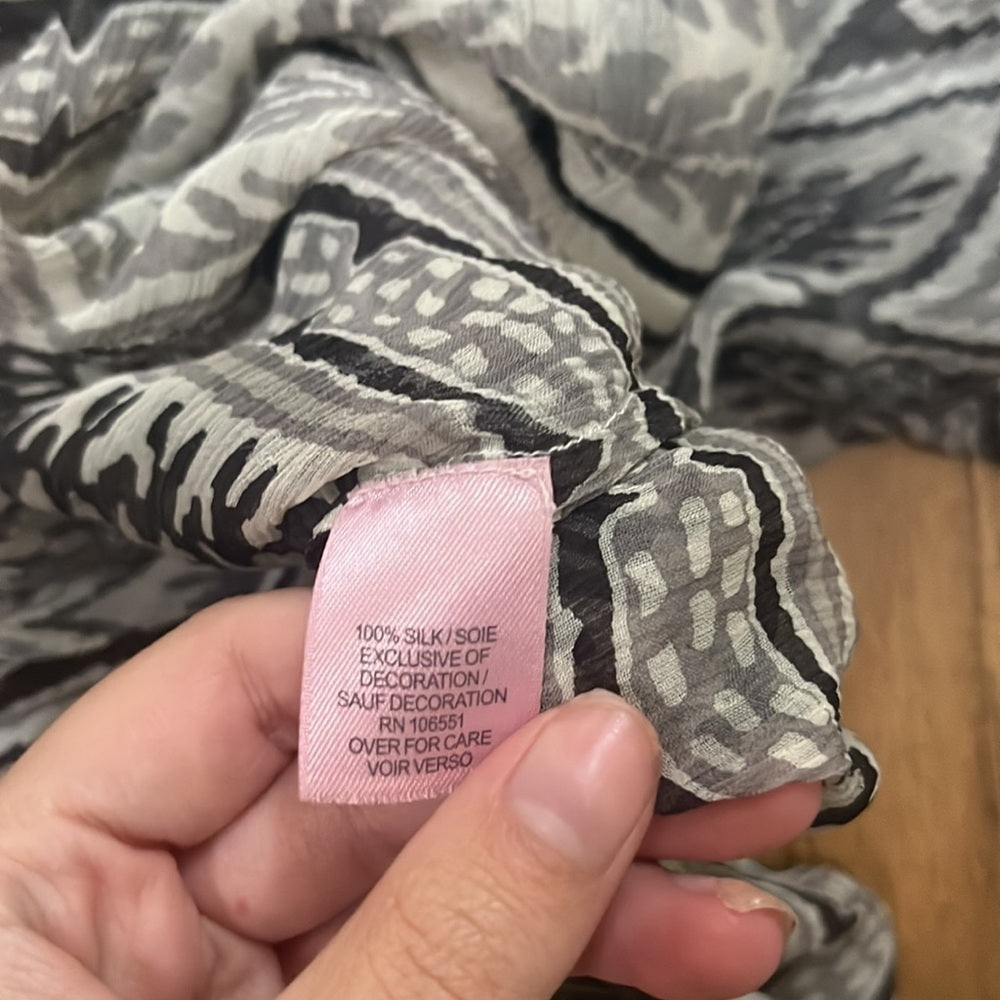 100% SILK / SOIE
EXCLUSIVE OF
DECORATION /
SAUF DECORATION
RN 106551
OVER FOR CARE
VOIR VERSO